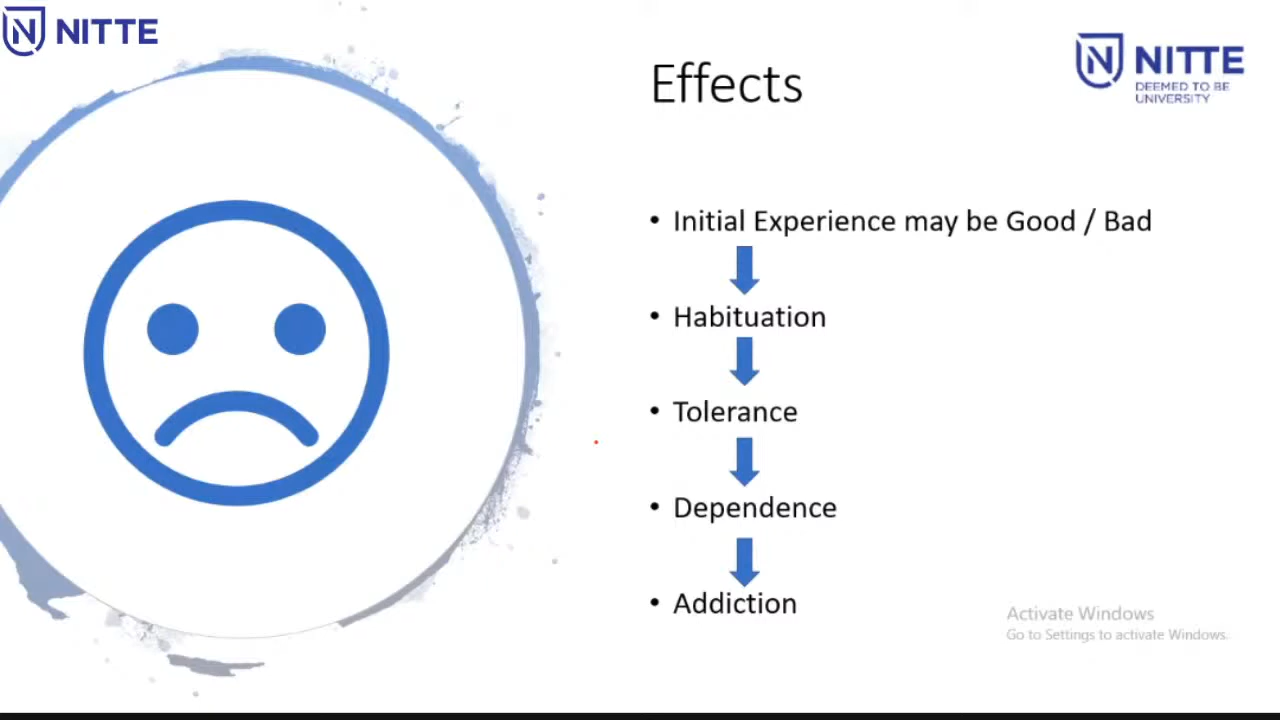 NITTE
NITTE
DEEMED TO BE
UNIVERSITY
Effects
• Initial Experience may be Good / Bad
• Habituation
• Tolerance
• Dependence
• Addiction
Activate Windows
Go to Settings to activate Windows.